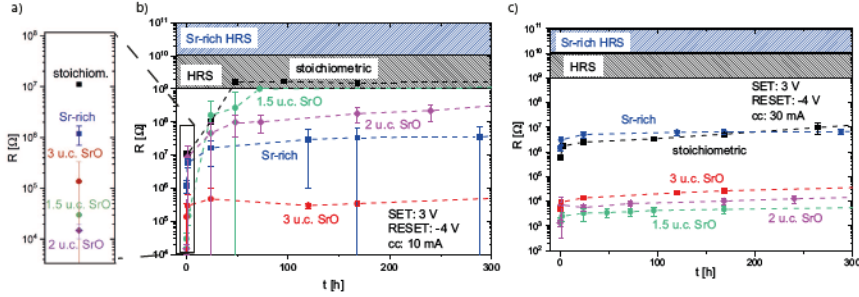 a)
R [Ω]
10⁷
10⁶
10⁵
10⁴
stoichiom.
Sr-rich
3 u.c. SrO
1.5 u.c. SrO
2 u.c. SrO
b)
R [Ω]
10¹¹
10¹⁰
10⁹
10⁸
10⁷
10⁶
10⁵
10⁴
Sr-rich HRS
HRS
stoichiometric
1.5 u.c. SrO
2 u.c. SrO
Sr-rich
3 u.c. SrO
SET: 3 V
RESET: -4 V
cc: 10 mA
0
100
200
300
t [h]
c)
R [Ω]
10¹¹
10¹⁰
10⁹
10⁸
10⁷
10⁶
10⁵
10⁴
10³
10²
Sr-rich HRS
HRS
SET: 3 V
RESET: -4 V
cc: 30 mA
Sr-rich
stoichiometric
3 u.c. SrO
2 u.c. SrO
1.5 u.c. SrO
0
100
200
300
t [h]